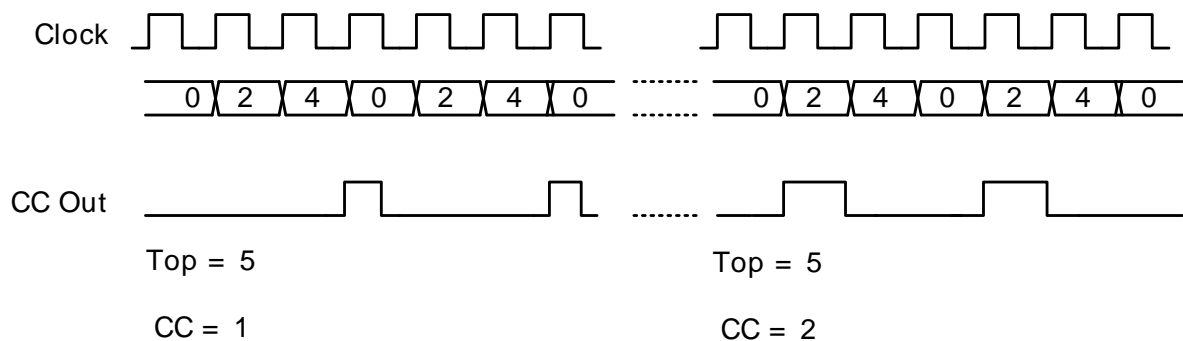 Clock
0 2 4 0 2 4 0 0 2 4 0 2 4 0
CC Out
Top = 5 Top = 5
CC = 1 CC = 2